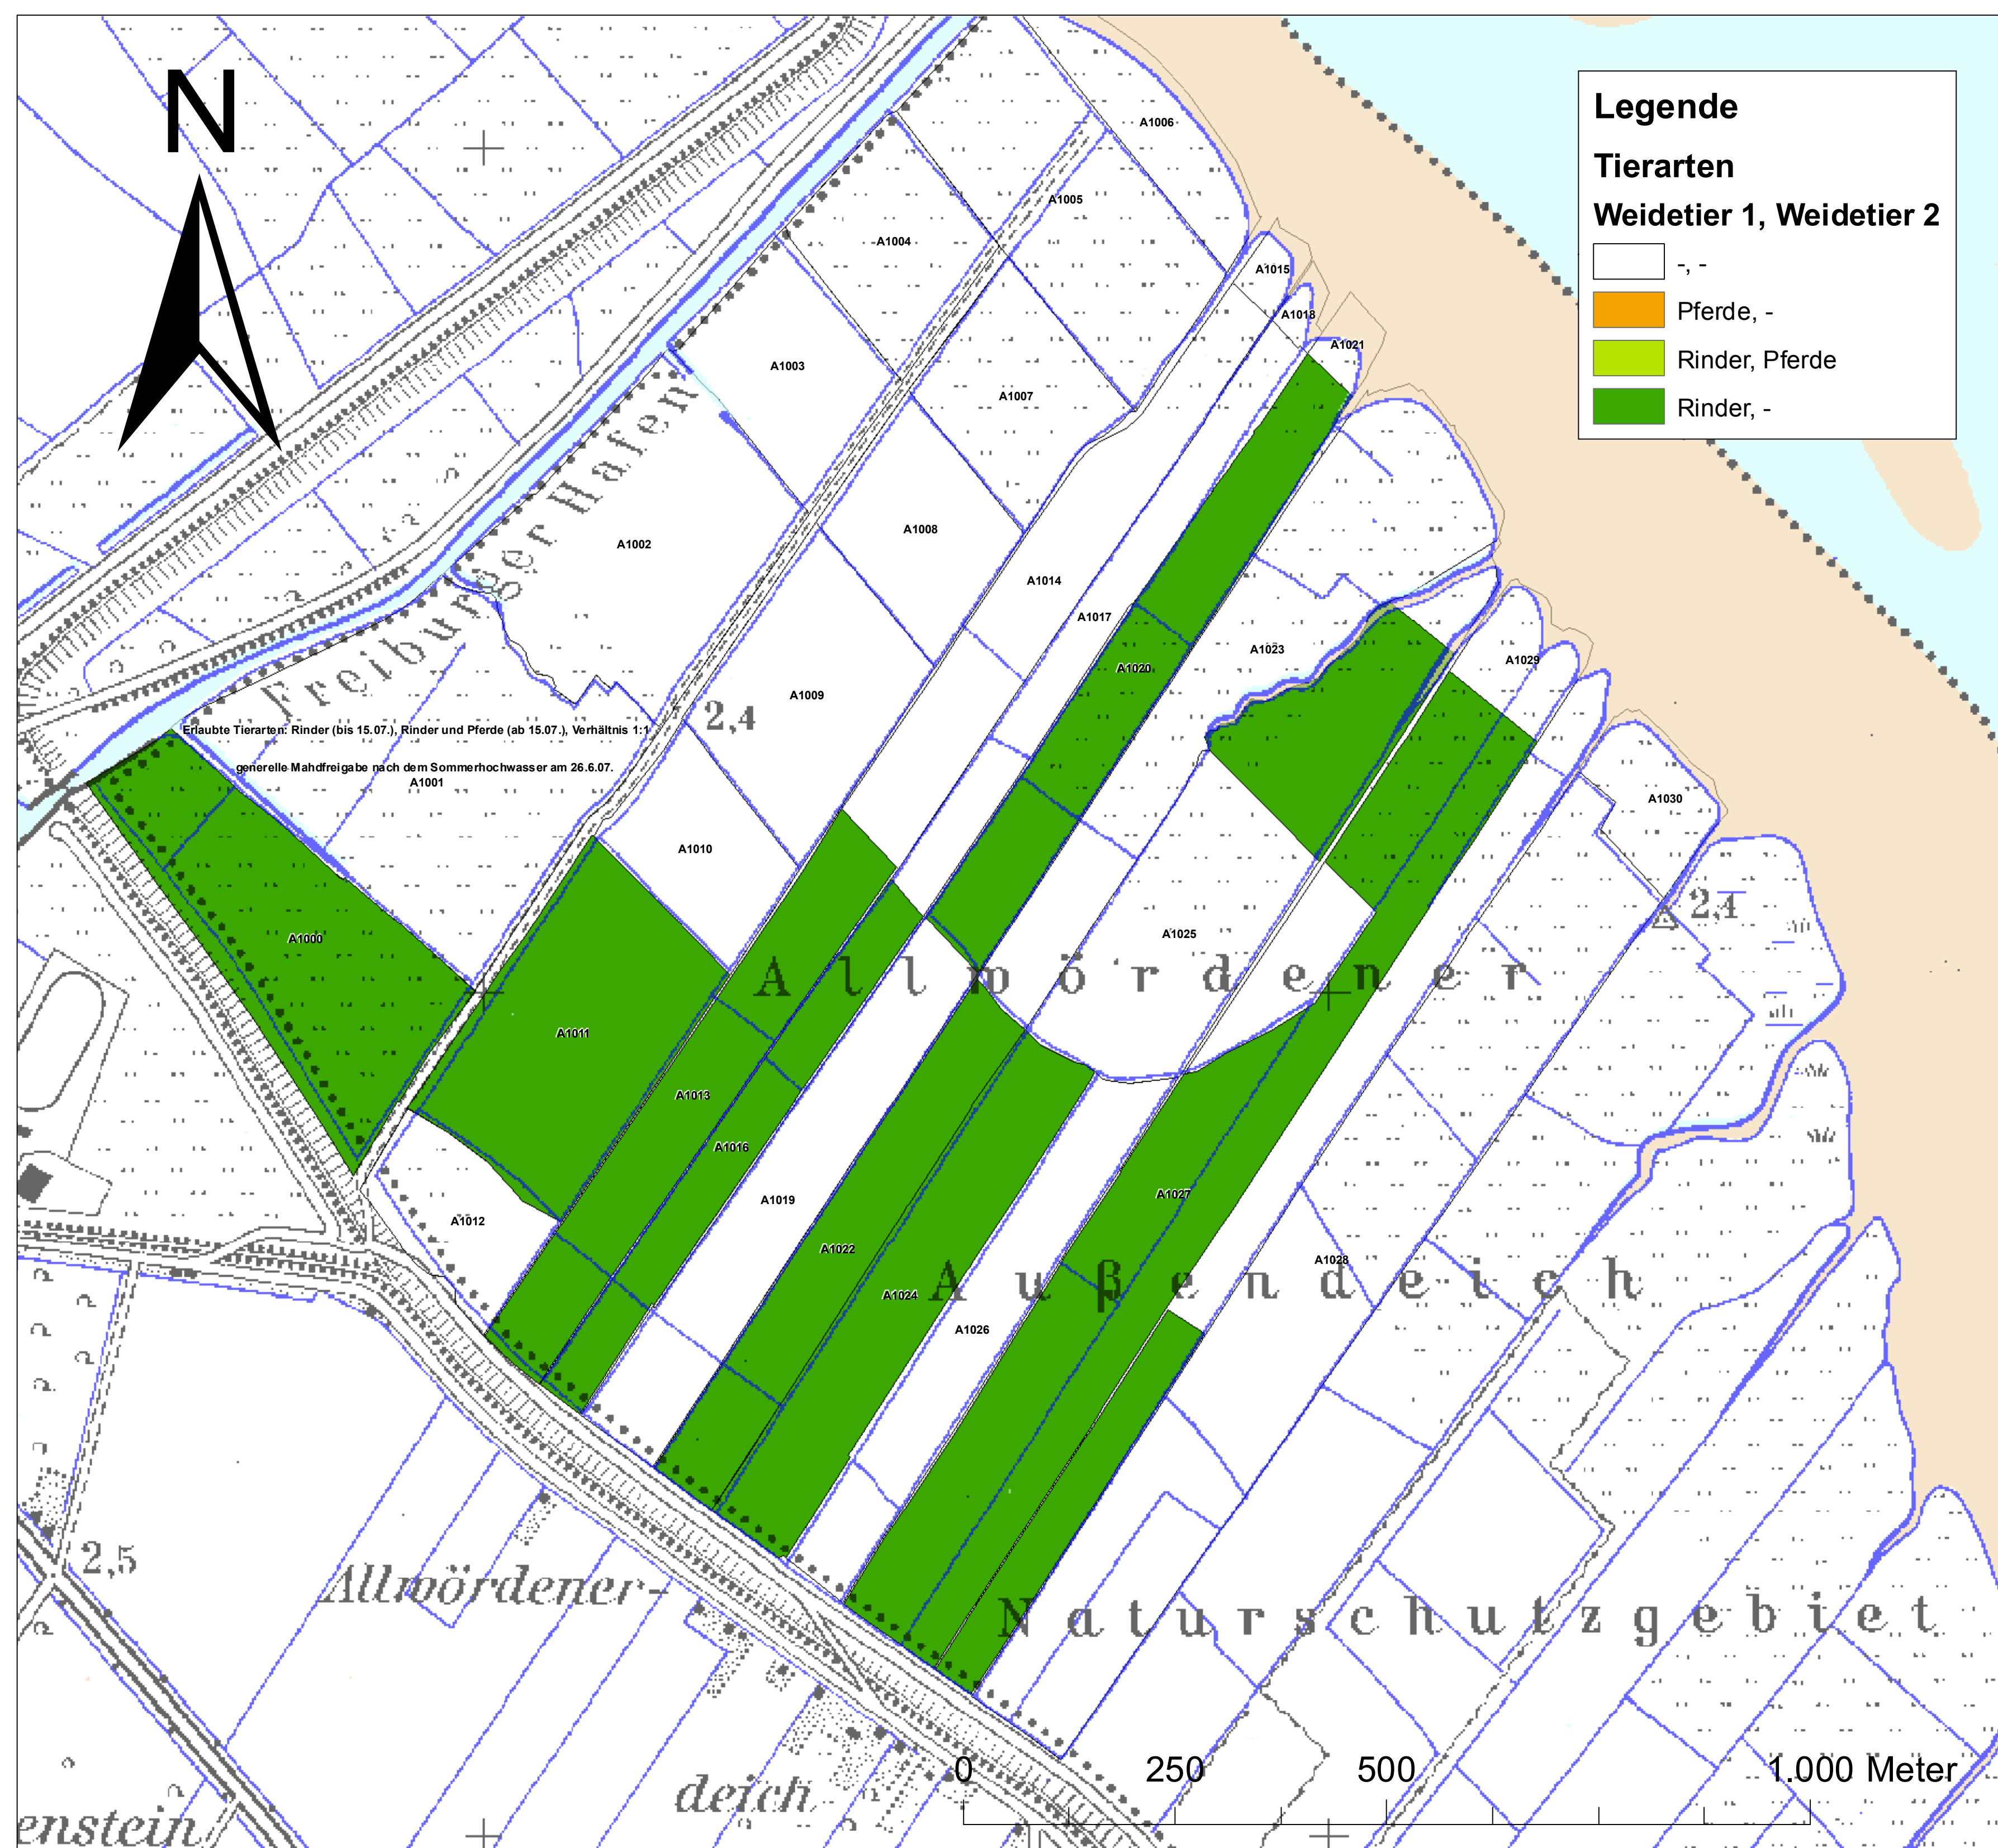 N
Legende
Tierarten
Weidetier 1, Weidetier 2
-, -
Pferde, -
Rinder, Pferde
Rinder, -
A1006
A1005
A1004
A1015
A1018
A1021
A1003
A1007
Freiburger Hafen
A1002
A1008
A1014
A1017
A1023
A1020
A1029
A1009
2,4
Erlaubte Tierarten: Rinder (bis 15.07.), Rinder und Pferde (ab 15.07.), Verhältnis 1:1
generelle Mahdfreigabe nach dem Sommerhochwasser am 26.6.07.
A1001
A1030
A1010
2,4
A1000
A1025
Allwördener
A1011
A1013
A1016
A1027
A1019
A1012
A1022
A1028
Außendeich
A1024
A1026
2,5
Allwördener-
Naturschutzgebiet
deich
0 250 500 1.000 Meter
enstein